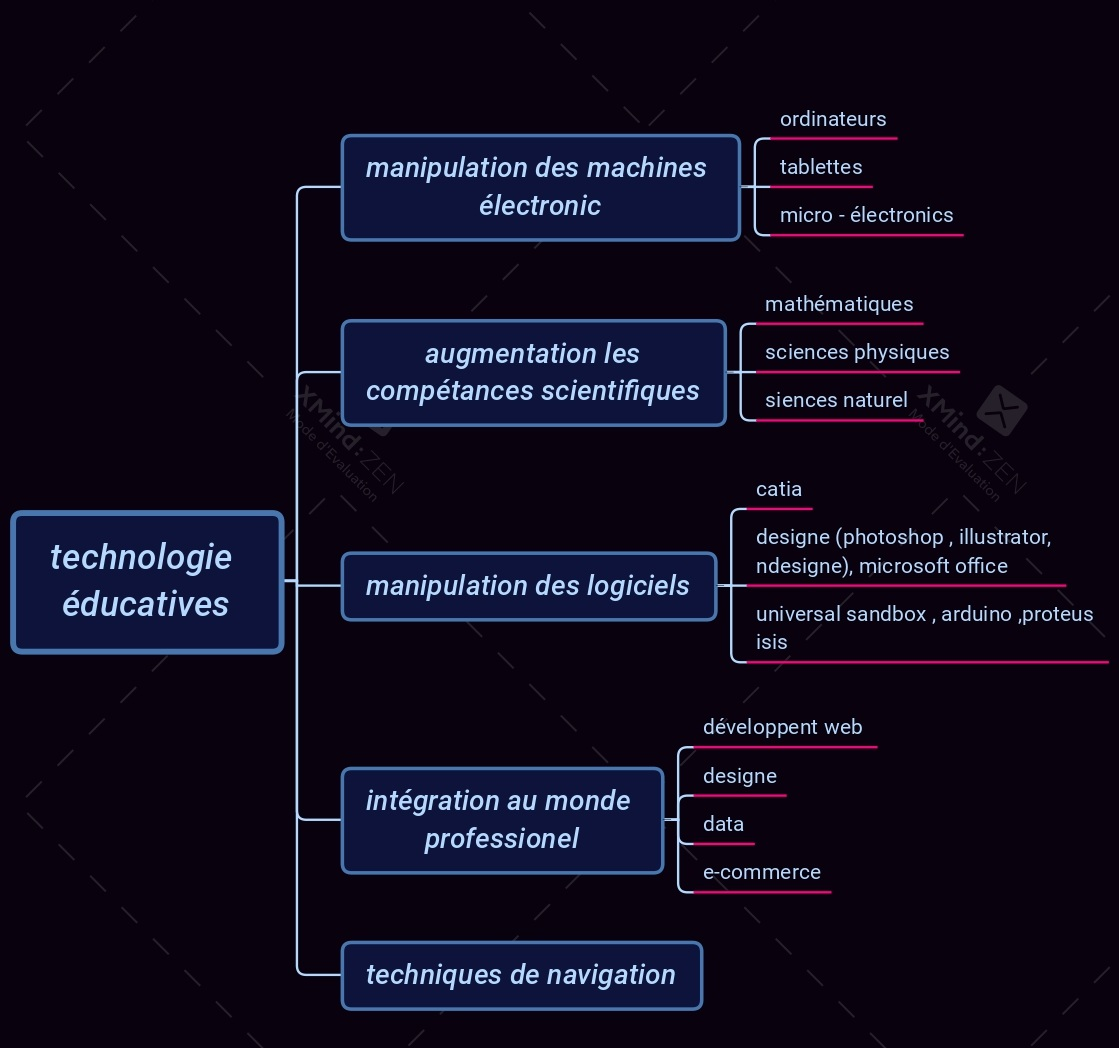 ordinateurs
manipulation des machines
électronic
tablettes
micro - électronics
mathématiques
augmentation les
compétances scientifiques
sciences physiques
siences naturel
XMind:ZEN
Mode d'Evaluation
XMind:ZEN
Mode d'Evaluation
technologie
éducatives
catia
manipulation des logiciels
designe (photoshop , illustrator,
ndesigne), microsoft office
universal sandbox , arduino ,proteus
isis
développent web
intégration au monde
professionel
designe
data
e-commerce
techniques de navigation